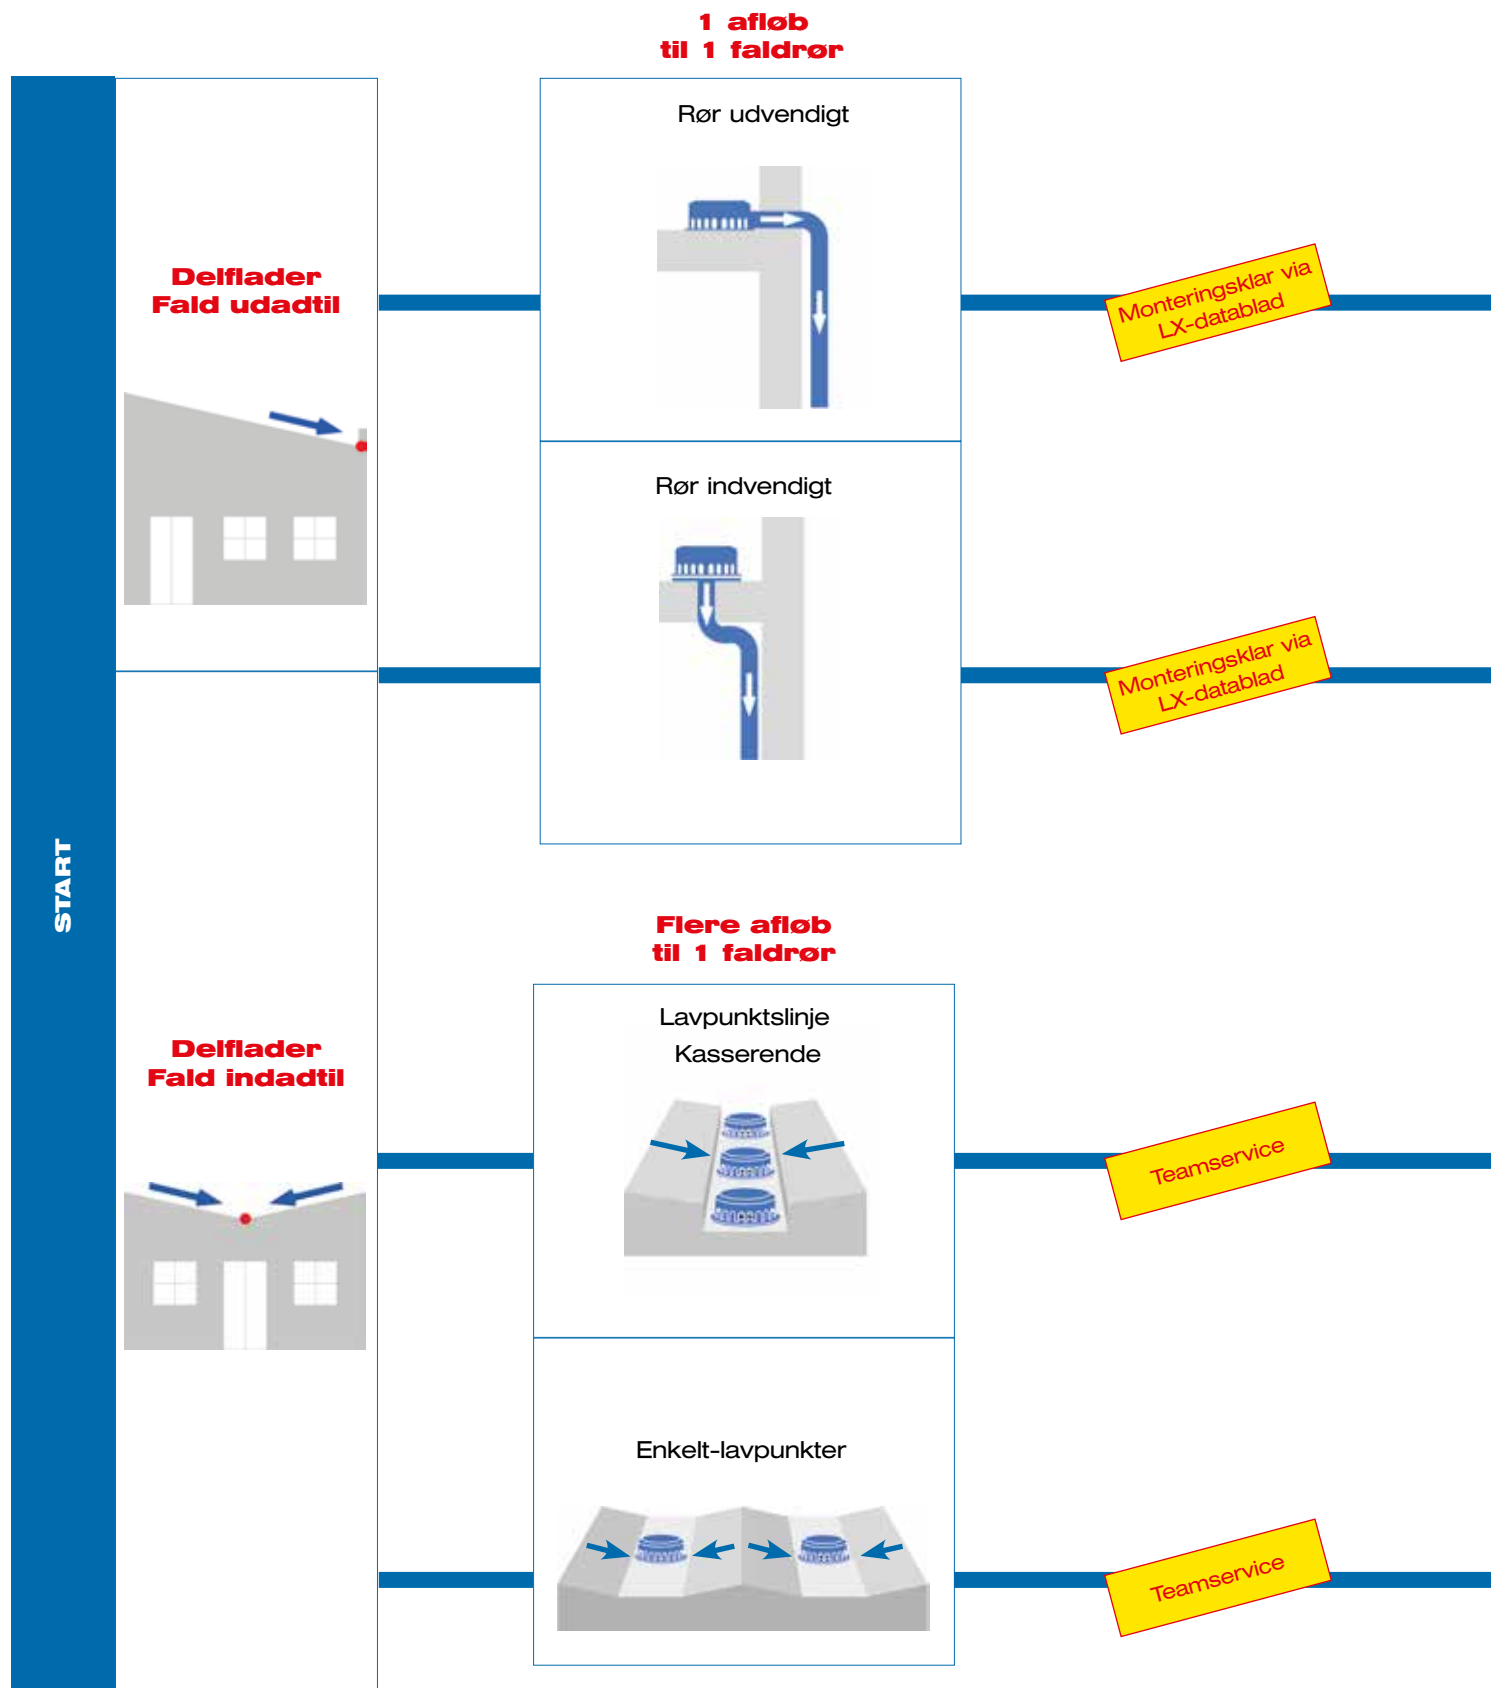 START
Delflader
Fald udadtil
Delflader
Fald indadtil
1 afløb
til 1 faldrør
Rør udvendigt
Monteringsklar via
LX-datablad
Rør indvendigt
Monteringsklar via
LX-datablad
Flere afløb
til 1 faldrør
Lavpunktslinje
Kasserende
Teamservice
Enkelt-lavpunkter
Teamservice